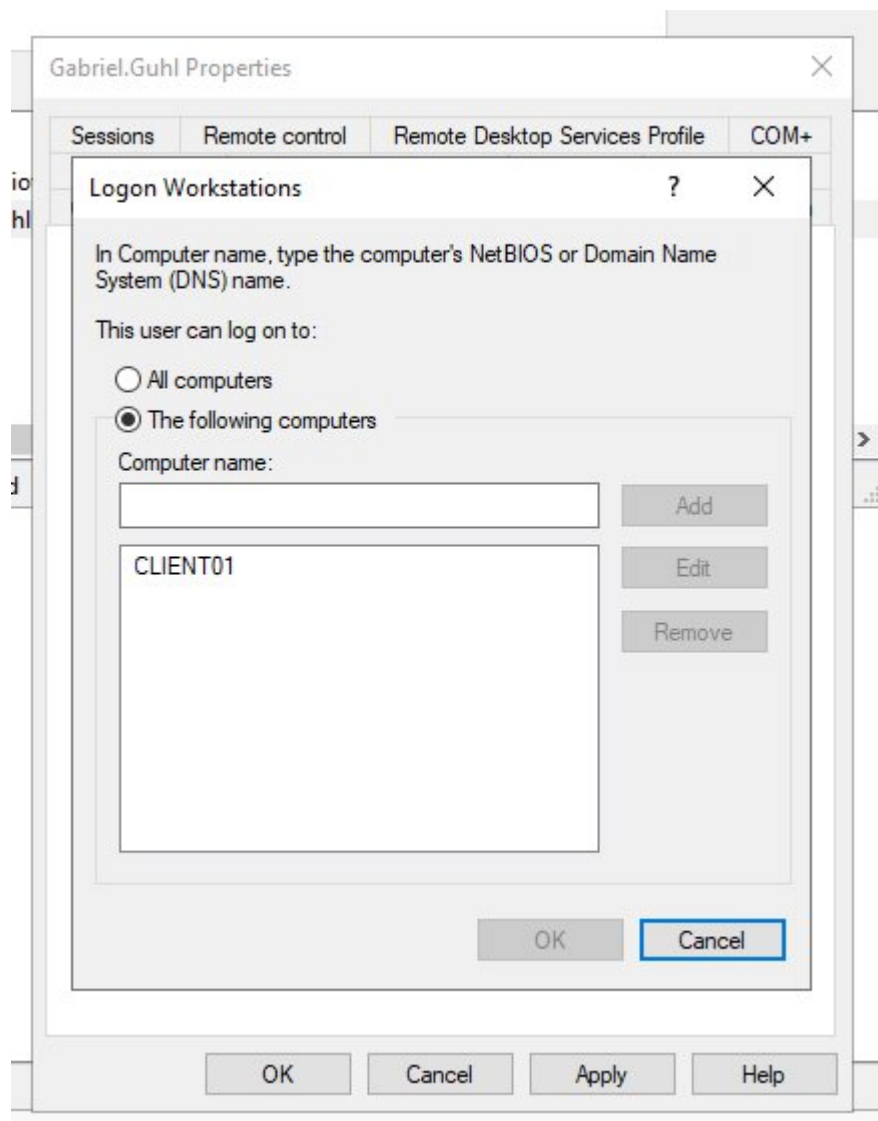 Gabriel.Guhl Properties
Sessions Remote control Remote Desktop Services Profile COM+
Logon Workstations ?
In Computer name, type the computer's NetBIOS or Domain Name
System (DNS) name.
This user can log on to:
All computers
The following computers
Computer name:
Add
CLIENT01
Edit
Remove
OK Cancel
OK Cancel Apply Help